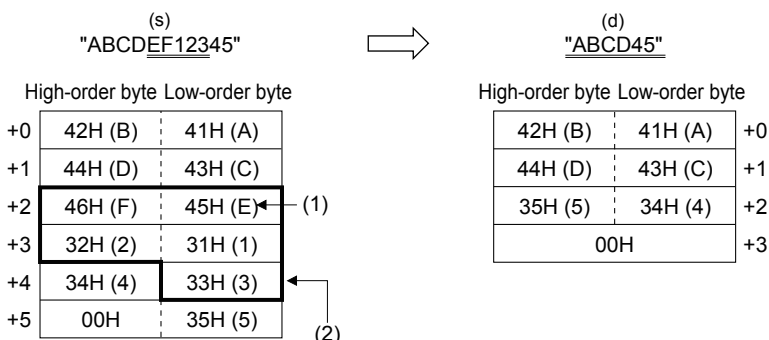 (s) (d)
"ABCDEF12345" "ABCD45"
High-order byte Low-order byte High-order byte Low-order byte
+0 42H (B) 41H (A) 42H (B) 41H (A) +0
+1 44H (D) 43H (C) 44H (D) 43H (C) +1
+2 46H (F) 45H (E) (1) 35H (5) 34H (4) +2
+3 32H (2) 31H (1) 00H +3
+4 34H (4) 33H (3)
+5 00H 35H (5) (2)